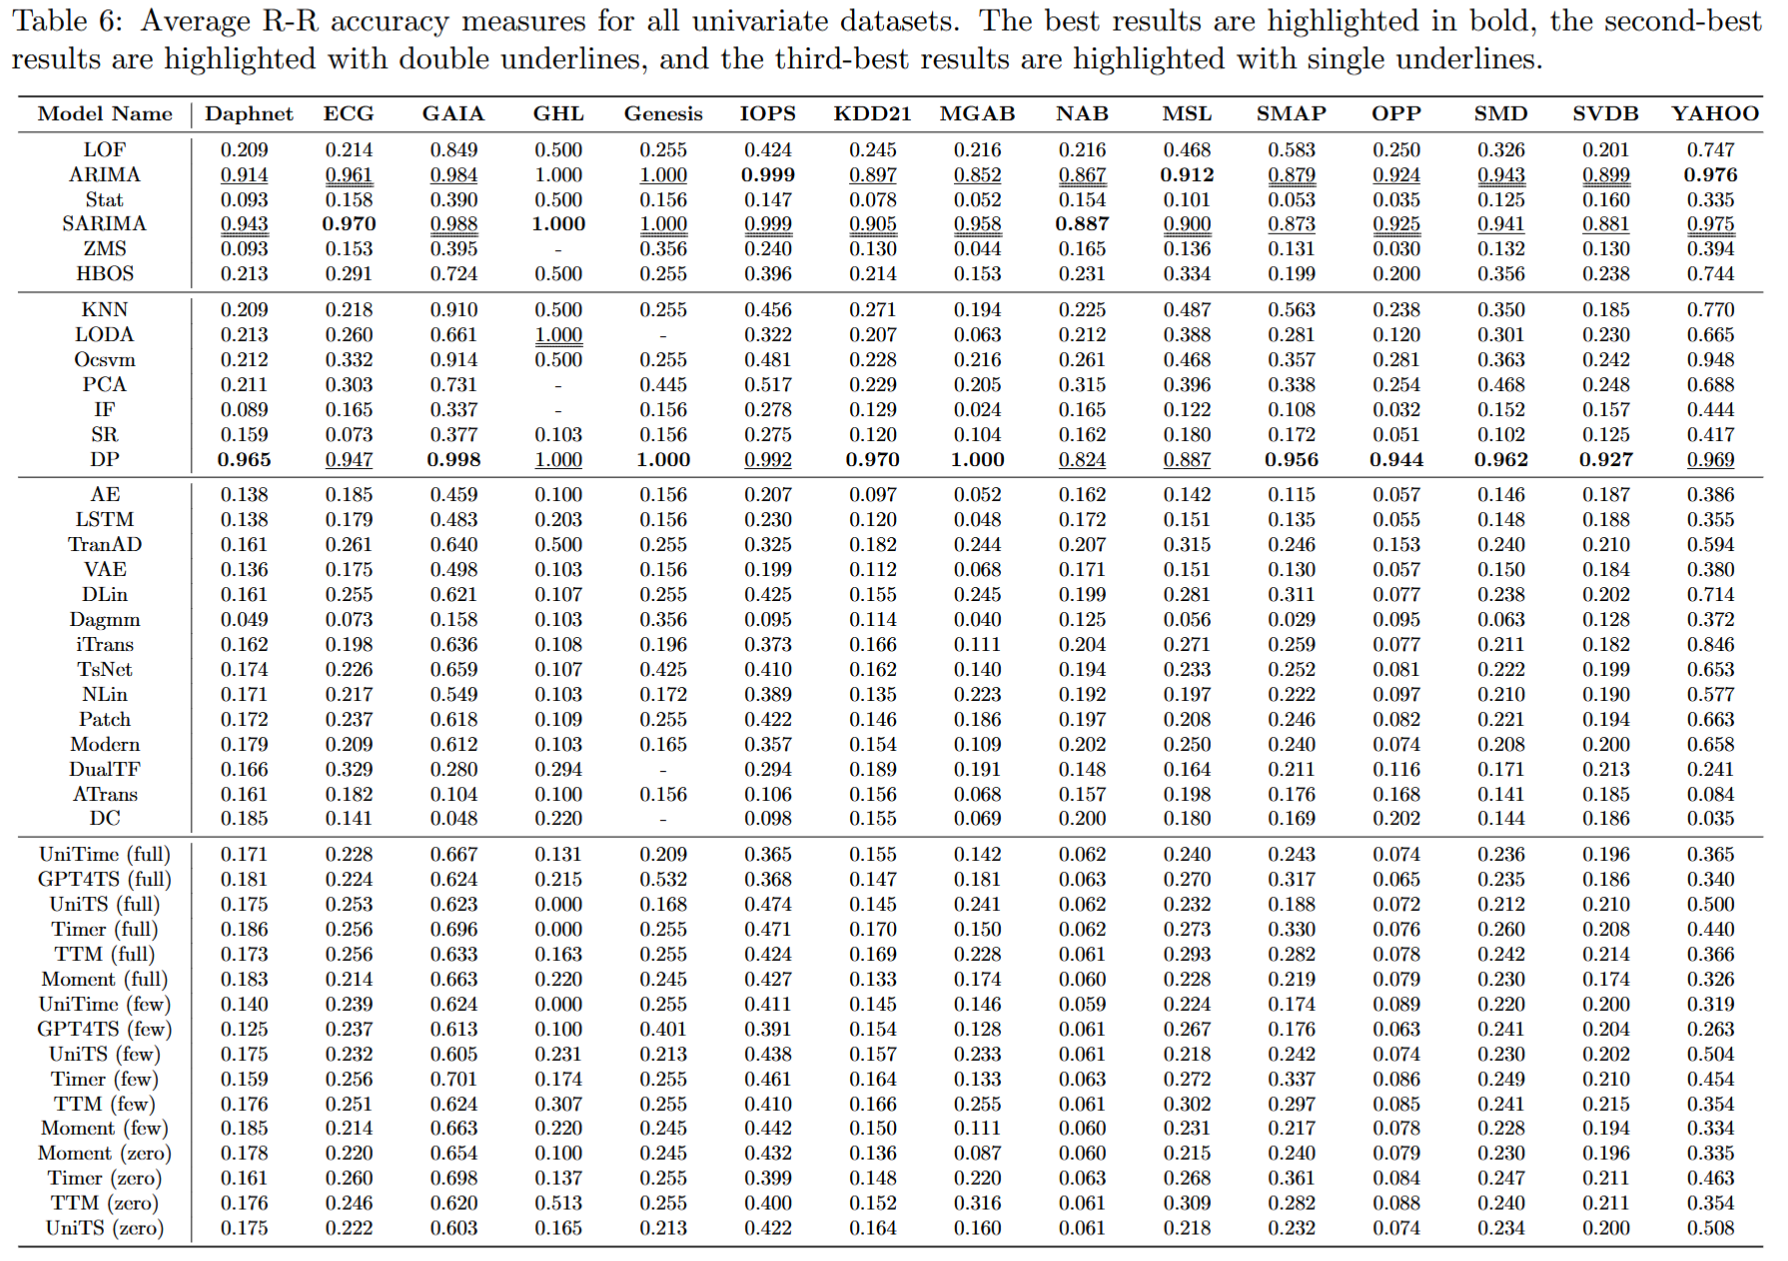 Table 6: Average R-R accuracy measures for all univariate datasets. The best results are highlighted in bold, the second-best
results are highlighted with double underlines, and the third-best results are highlighted with single underlines.
Model Name Daphnet ECG GAIA GHL Genesis IOPS KDD21 MGAB NAB MSL SMAP OPP SMD SVDB YAHOO
LOF 0.209 0.214 0.849 0.500 0.255 0.424 0.245 0.216 0.216 0.468 0.583 0.250 0.326 0.201 0.747
ARIMA 0.914 0.961 0.984 1.000 1.000 0.999 0.897 0.852 0.867 0.912 0.879 0.924 0.943 0.899 0.976
Stat 0.093 0.158 0.390 0.500 0.156 0.147 0.078 0.052 0.154 0.101 0.053 0.035 0.125 0.160 0.335
SARIMA 0.943 0.970 0.988 1.000 1.000 0.999 0.905 0.958 0.887 0.900 0.873 0.925 0.941 0.881 0.975
ZMS 0.093 0.153 0.395 - 0.356 0.240 0.130 0.044 0.165 0.136 0.131 0.030 0.132 0.130 0.394
HBOS 0.213 0.291 0.724 0.500 0.255 0.396 0.214 0.153 0.231 0.334 0.199 0.200 0.356 0.238 0.744
KNN 0.209 0.218 0.910 0.500 0.255 0.456 0.271 0.194 0.225 0.487 0.563 0.238 0.350 0.185 0.770
LODA 0.213 0.260 0.661 1.000 - 0.322 0.207 0.063 0.212 0.388 0.281 0.120 0.301 0.230 0.665
Ocsvm 0.212 0.332 0.914 0.500 0.255 0.481 0.228 0.216 0.261 0.468 0.357 0.281 0.363 0.242 0.948
PCA 0.211 0.303 0.731 - 0.445 0.517 0.229 0.205 0.315 0.396 0.338 0.254 0.468 0.248 0.688
IF 0.089 0.165 0.337 - 0.156 0.278 0.129 0.024 0.165 0.122 0.108 0.032 0.152 0.157 0.444
SR 0.159 0.073 0.377 0.103 0.156 0.275 0.120 0.104 0.162 0.180 0.172 0.051 0.102 0.125 0.417
DP 0.965 0.947 0.998 1.000 1.000 0.992 0.970 1.000 0.824 0.887 0.956 0.944 0.962 0.927 0.969
AE 0.138 0.185 0.459 0.100 0.156 0.207 0.097 0.052 0.162 0.142 0.115 0.057 0.146 0.187 0.386
LSTM 0.138 0.179 0.483 0.203 0.156 0.230 0.120 0.048 0.172 0.151 0.135 0.055 0.148 0.188 0.355
TranAD 0.161 0.261 0.640 0.500 0.255 0.325 0.182 0.244 0.207 0.315 0.246 0.153 0.240 0.210 0.594
VAE 0.136 0.175 0.498 0.103 0.156 0.199 0.112 0.068 0.171 0.151 0.130 0.057 0.150 0.184 0.380
DLin 0.161 0.255 0.621 0.107 0.255 0.425 0.155 0.245 0.199 0.281 0.311 0.077 0.238 0.202 0.714
Dagmm 0.049 0.073 0.158 0.103 0.356 0.095 0.114 0.040 0.125 0.056 0.029 0.095 0.063 0.128 0.372
iTrans 0.162 0.198 0.636 0.108 0.196 0.373 0.166 0.111 0.204 0.271 0.259 0.077 0.211 0.182 0.846
TsNet 0.174 0.226 0.659 0.107 0.425 0.410 0.162 0.140 0.194 0.233 0.252 0.081 0.222 0.199 0.653
NLin 0.171 0.217 0.549 0.103 0.172 0.389 0.135 0.223 0.192 0.197 0.222 0.097 0.210 0.190 0.577
Patch 0.172 0.237 0.618 0.109 0.255 0.422 0.146 0.186 0.197 0.208 0.246 0.082 0.221 0.194 0.663
Modern 0.179 0.209 0.612 0.103 0.165 0.357 0.154 0.109 0.202 0.250 0.240 0.074 0.208 0.200 0.658
DualTF 0.166 0.329 0.280 0.294 - 0.294 0.189 0.191 0.148 0.164 0.211 0.116 0.171 0.213 0.241
ATrans 0.161 0.182 0.104 0.100 0.156 0.106 0.156 0.068 0.157 0.198 0.176 0.168 0.141 0.185 0.084
DC 0.185 0.141 0.048 0.220 - 0.098 0.155 0.069 0.200 0.180 0.169 0.202 0.144 0.186 0.035
UniTime (full) 0.171 0.228 0.667 0.131 0.209 0.365 0.155 0.142 0.062 0.240 0.243 0.074 0.236 0.196 0.365
GPT4TS (full) 0.181 0.224 0.624 0.215 0.532 0.368 0.147 0.181 0.063 0.270 0.317 0.065 0.235 0.186 0.340
UniTS (full) 0.175 0.253 0.623 0.000 0.168 0.474 0.145 0.241 0.062 0.232 0.188 0.072 0.212 0.210 0.500
Timer (full) 0.186 0.256 0.696 0.000 0.255 0.471 0.170 0.150 0.062 0.273 0.330 0.076 0.260 0.208 0.440
TTM (full) 0.173 0.256 0.633 0.163 0.255 0.424 0.169 0.228 0.061 0.293 0.282 0.078 0.242 0.214 0.366
Moment (full) 0.183 0.214 0.663 0.220 0.245 0.427 0.133 0.174 0.060 0.228 0.219 0.079 0.230 0.174 0.326
UniTime (few) 0.140 0.239 0.624 0.000 0.255 0.411 0.145 0.146 0.059 0.224 0.174 0.089 0.220 0.200 0.319
GPT4TS (few) 0.125 0.237 0.613 0.100 0.401 0.391 0.154 0.128 0.061 0.267 0.176 0.063 0.241 0.204 0.263
UniTS (few) 0.175 0.232 0.605 0.231 0.213 0.438 0.157 0.233 0.061 0.218 0.242 0.074 0.230 0.202 0.504
Timer (few) 0.159 0.256 0.701 0.174 0.255 0.461 0.164 0.133 0.063 0.272 0.337 0.086 0.249 0.210 0.454
TTM (few) 0.176 0.251 0.624 0.307 0.255 0.410 0.166 0.255 0.061 0.302 0.297 0.085 0.241 0.215 0.354
Moment (few) 0.185 0.214 0.663 0.220 0.245 0.442 0.150 0.111 0.060 0.231 0.217 0.078 0.228 0.194 0.334
Moment (zero) 0.178 0.220 0.654 0.100 0.245 0.432 0.136 0.087 0.060 0.215 0.240 0.079 0.230 0.196 0.335
Timer (zero) 0.161 0.260 0.698 0.137 0.255 0.399 0.148 0.220 0.063 0.268 0.361 0.084 0.247 0.211 0.463
TTM (zero) 0.176 0.246 0.620 0.513 0.255 0.400 0.152 0.316 0.061 0.309 0.282 0.088 0.240 0.211 0.354
UniTS (zero) 0.175 0.222 0.603 0.165 0.213 0.422 0.164 0.160 0.061 0.218 0.232 0.074 0.234 0.200 0.508